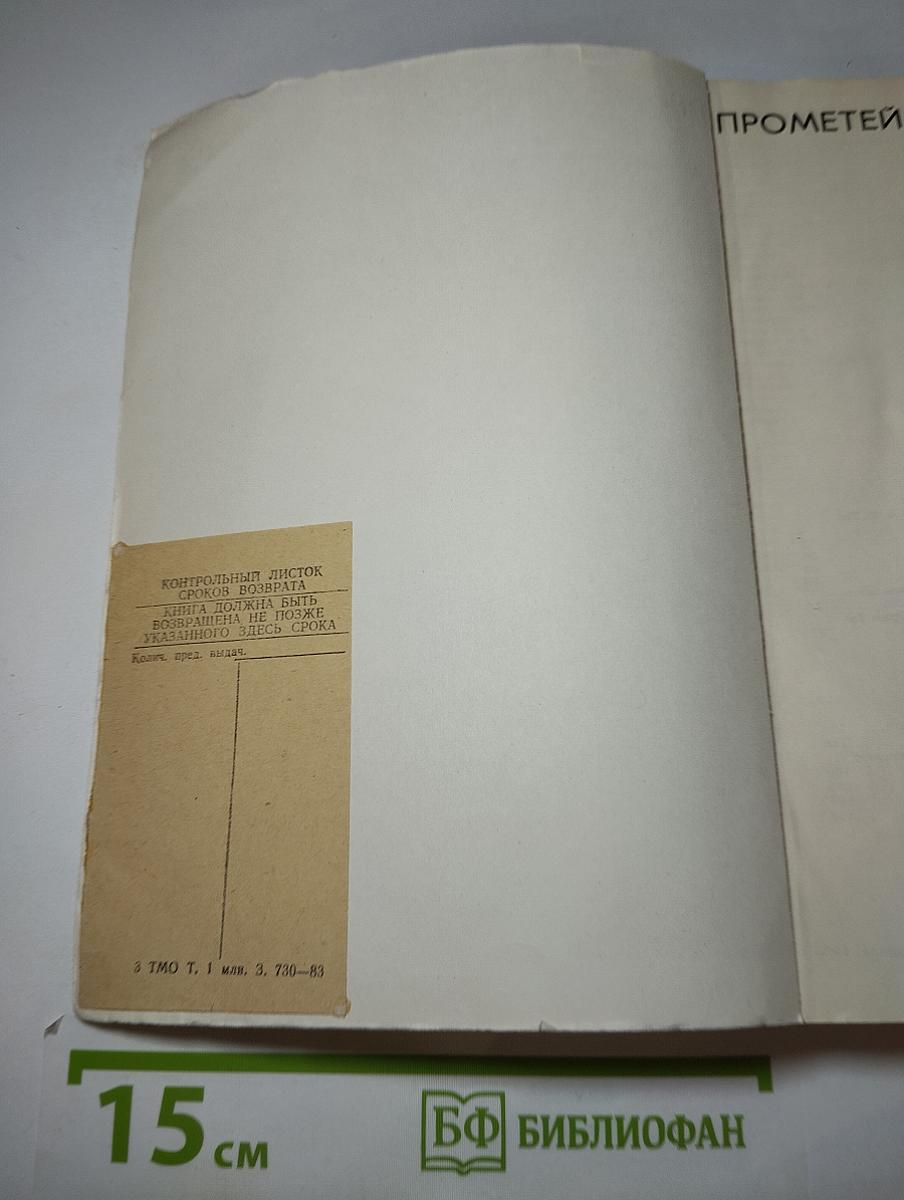 ПРОМЕТЕЙ
КОНТРОЛЬНЫЙ ЛИСТОК
СРОКОВ ВОЗВРАТА
КНИГА ДОЛЖНА БЫТЬ
ВОЗВРАЩЕНА НЕ ПОЗЖЕ
УКАЗАННОГО ЗДЕСЬ СРОКА
Колич. пред. выдач.
3 ТМО Т. 1 млн. З. 730—83
15 см
БФ БИБЛИОФАН